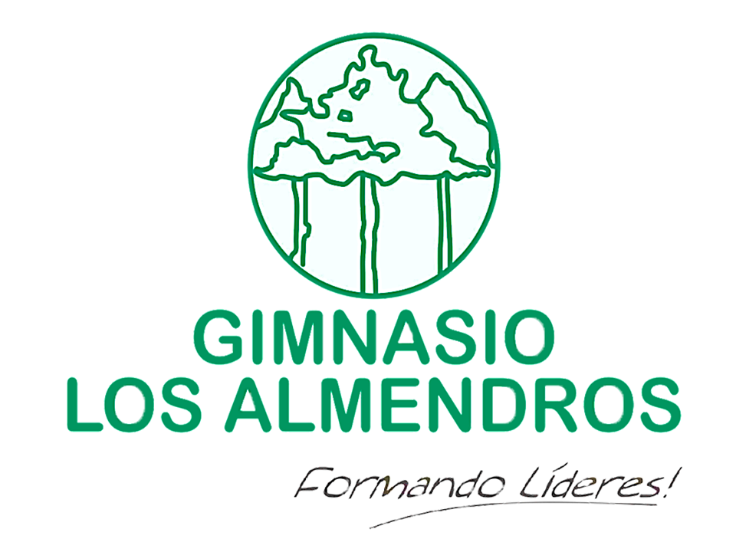 GIMNASIO
LOS ALMENDROS
Formando Líderes!